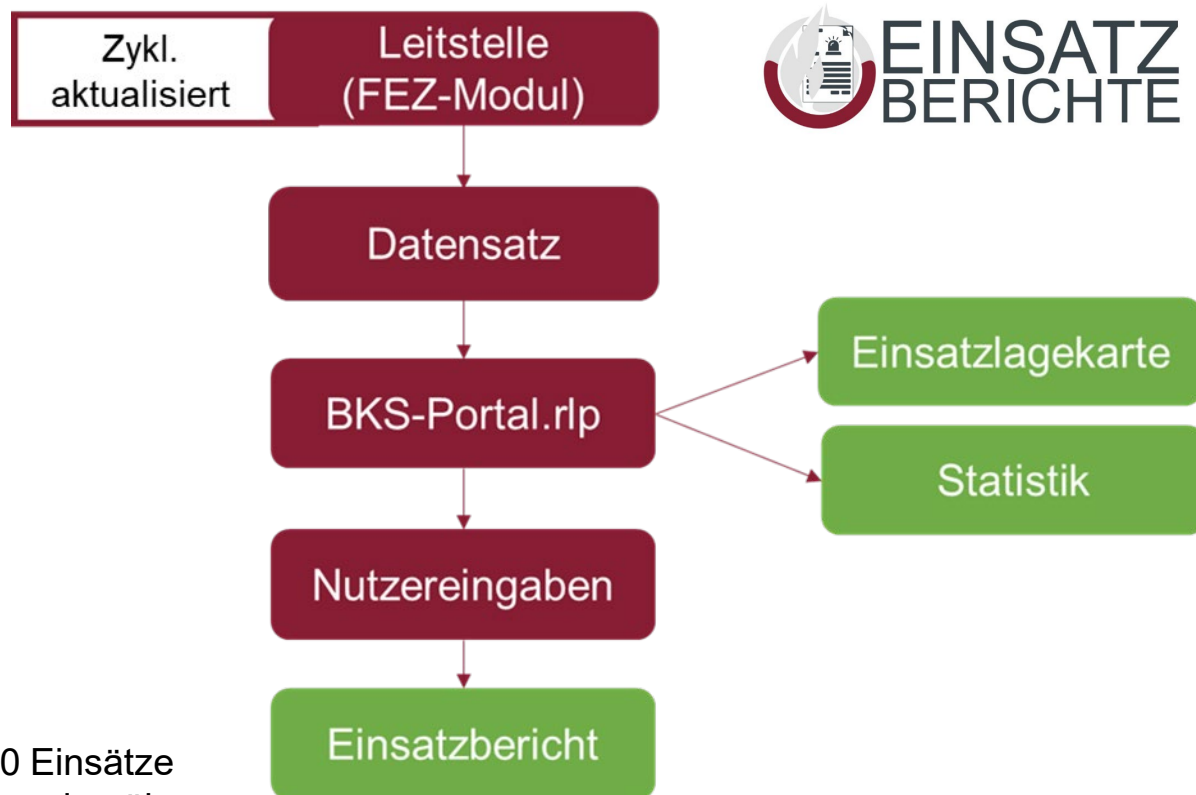 Zykl.
aktualisiert
Leitstelle
(FEZ-Modul)
EINSATZ
BERICHTE
Datensatz
BKS-Portal.rlp
Einsatzlagekarte
Statistik
Nutzereingaben
Einsatzbericht
0 Einsätze